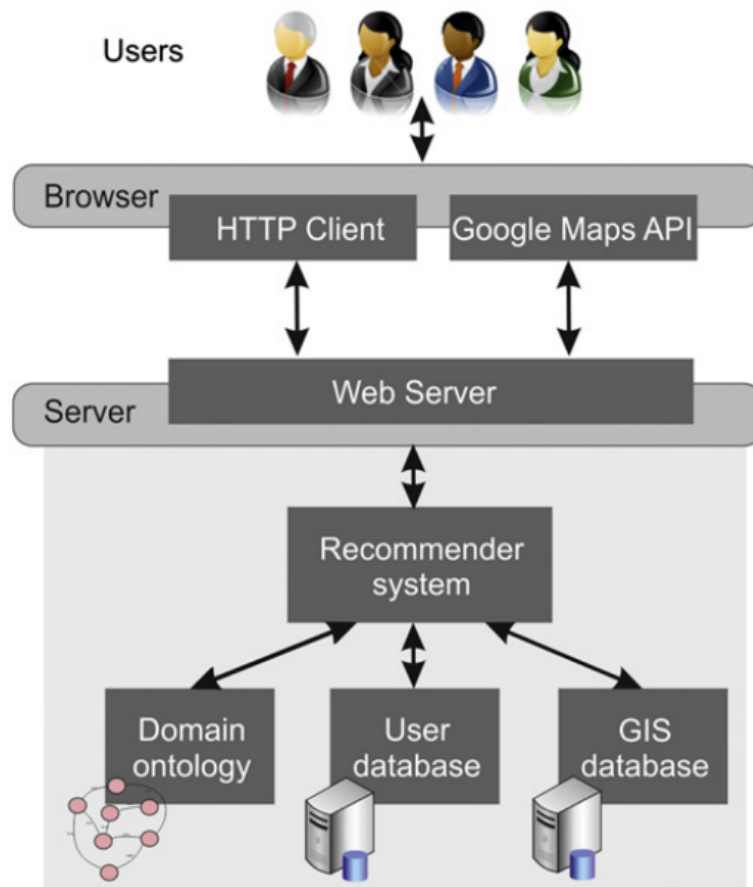 Users
Browser
HTTP Client
Google Maps API
Web Server
Server
Recommender
system
Domain
ontology
User
database
GIS
database